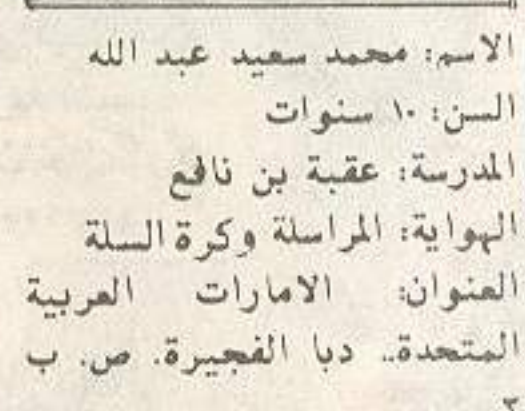 الاسم: محمد سعيد عبد الله
السن: ١٠ سنوات
المدرسة: عقبة بن نافع
الهواية: المراسلة وكرة السلة
العنوان: الامارات العربية
المتحدة.. دبا الفجيرة. ص. ب